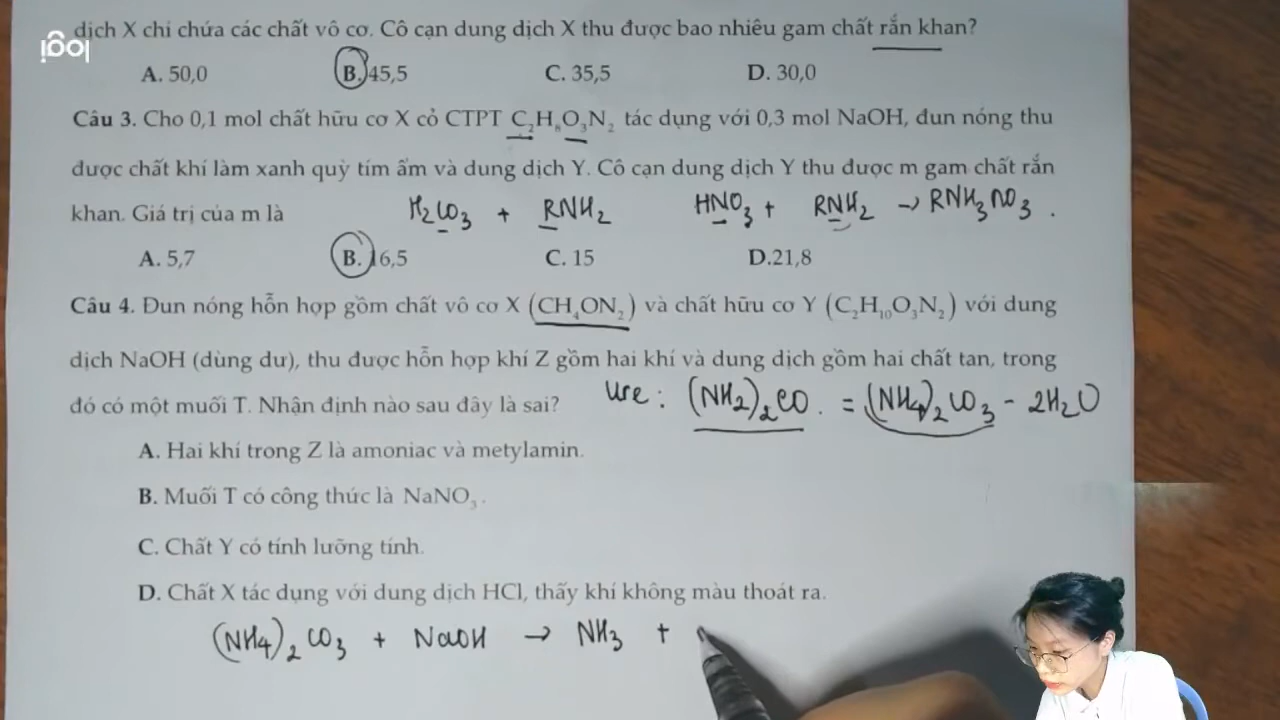 dịch X chỉ chứa các chất vô cơ. Cô cạn dung dịch X thu được bao nhiêu gam chất rắn khan?
A. 50,0 B. 45,5 C. 35,5 D. 30,0
Câu 3. Cho 0,1 mol chất hữu cơ X có CTPT C₂H₈O₃N₂ tác dụng với 0,3 mol NaOH, đun nóng thu
được chất khí làm xanh quỳ tím ẩm và dung dịch Y. Cô cạn dung dịch Y thu được m gam chất rắn
khan. Giá trị của m là H₂CO₃ + RNH₂ HNO₃ + RNH₂ → RNH₃NO₃.
A. 5,7 B. 16,5 C. 15 D.21,8
Câu 4. Đun nóng hỗn hợp gồm chất vô cơ X (CH₄ON₂) và chất hữu cơ Y (C₂H₁₀O₃N₂) với dung
dịch NaOH (dùng dư), thu được hỗn hợp khí Z gồm hai khí và dung dịch gồm hai chất tan, trong
đó có một muối T. Nhận định nào sau đây là sai? Ure: (NH₂)₂CO. = (NH₄)₂CO₃ - 2H₂O
A. Hai khí trong Z là amoniac và metylamin.
B. Muối T có công thức là NaNO₃.
C. Chất Y có tính lưỡng tính.
D. Chất X tác dụng với dung dịch HCl, thấy khí không màu thoát ra.
(NH₄)₂CO₃ + NaOH → NH₃ +